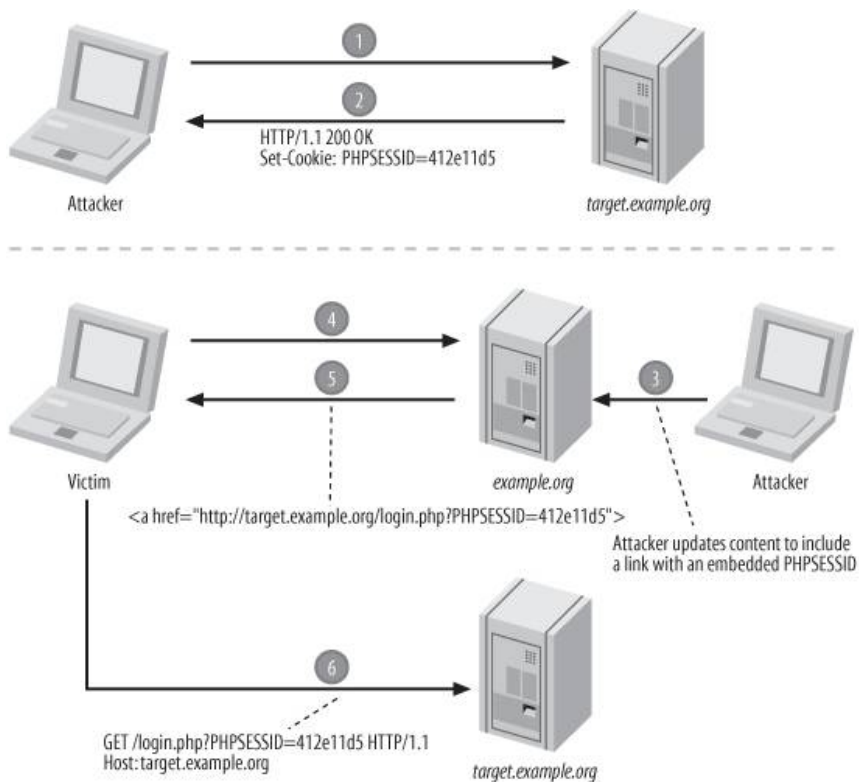 1
2
HTTP/1.1 200 OK
Set-Cookie: PHPSESSID=412e11d5
Attacker
target.example.org
4
5
3
Victim
example.org
Attacker
<a href="http://target.example.org/login.php?PHPSESSID=412e11d5">
Attacker updates content to include
a link with an embedded PHPSESSID
6
GET /login.php?PHPSESSID=412e11d5 HTTP/1.1
Host: target.example.org
target.example.org